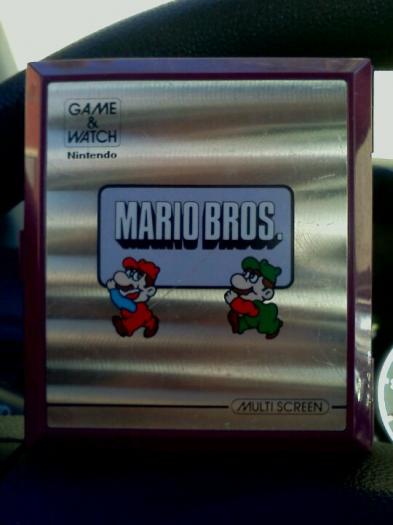 GAME
&
WATCH
Nintendo
MARIO BROS.
MULTI SCREEN